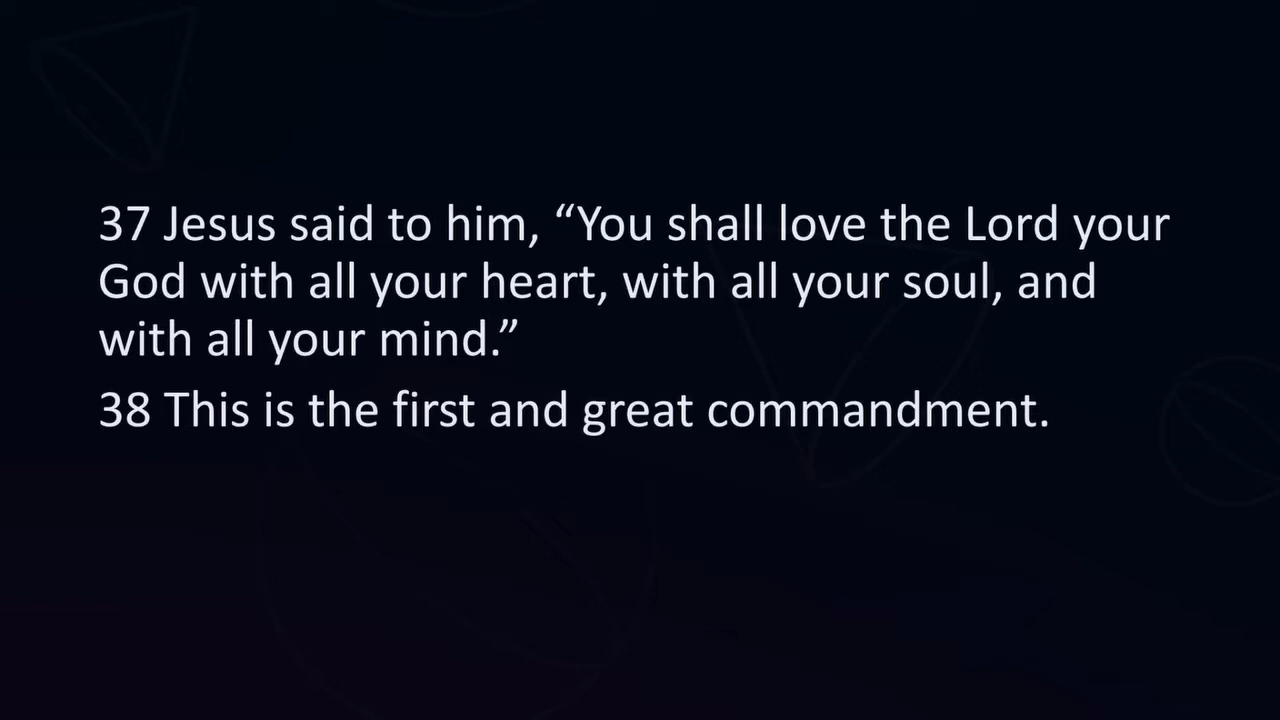 37 Jesus said to him, “You shall love the Lord your
God with all your heart, with all your soul, and
with all your mind.”
38 This is the first and great commandment.